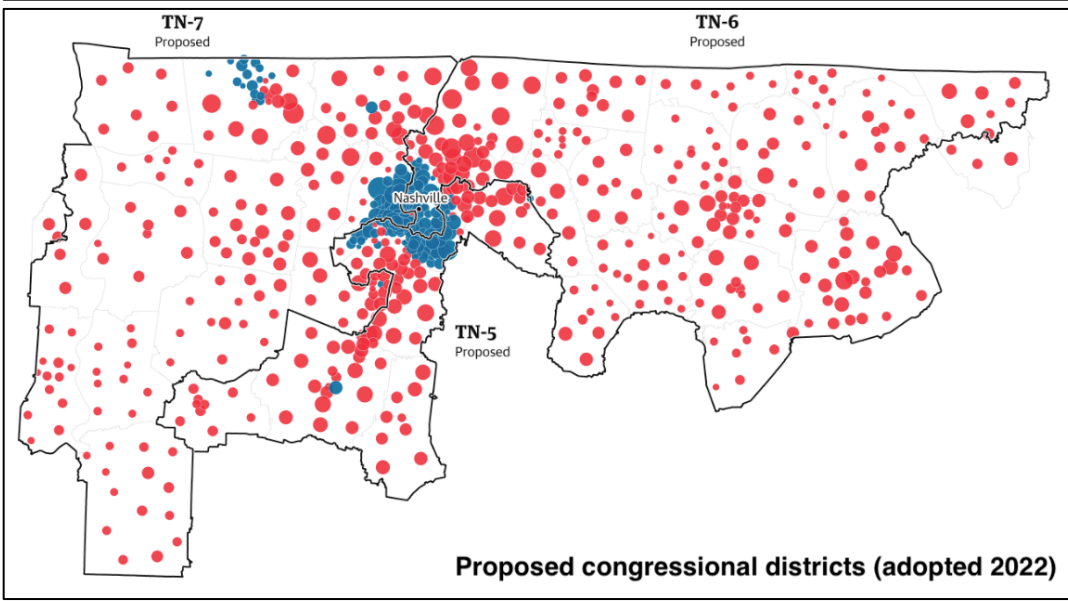 TN-7
Proposed
TN-6
Proposed
Nashville
TN-5
Proposed
Proposed congressional districts (adopted 2022)